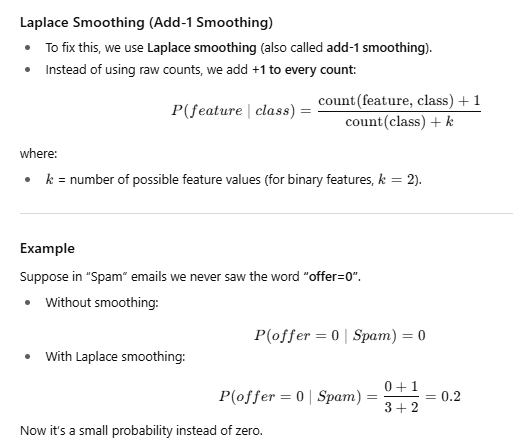 Laplace Smoothing (Add-1 Smoothing)
• To fix this, we use Laplace smoothing (also called add-1 smoothing).
• Instead of using raw counts, we add +1 to every count:
P(feature | class) = count(feature, class) + 1 / count(class) + k
where:
• k = number of possible feature values (for binary features, k = 2).
Example
Suppose in “Spam” emails we never saw the word “offer=0”.
• Without smoothing:
P(offer = 0 | Spam) = 0
• With Laplace smoothing:
P(offer = 0 | Spam) = 0 + 1 / 3 + 2 = 0.2
Now it's a small probability instead of zero.